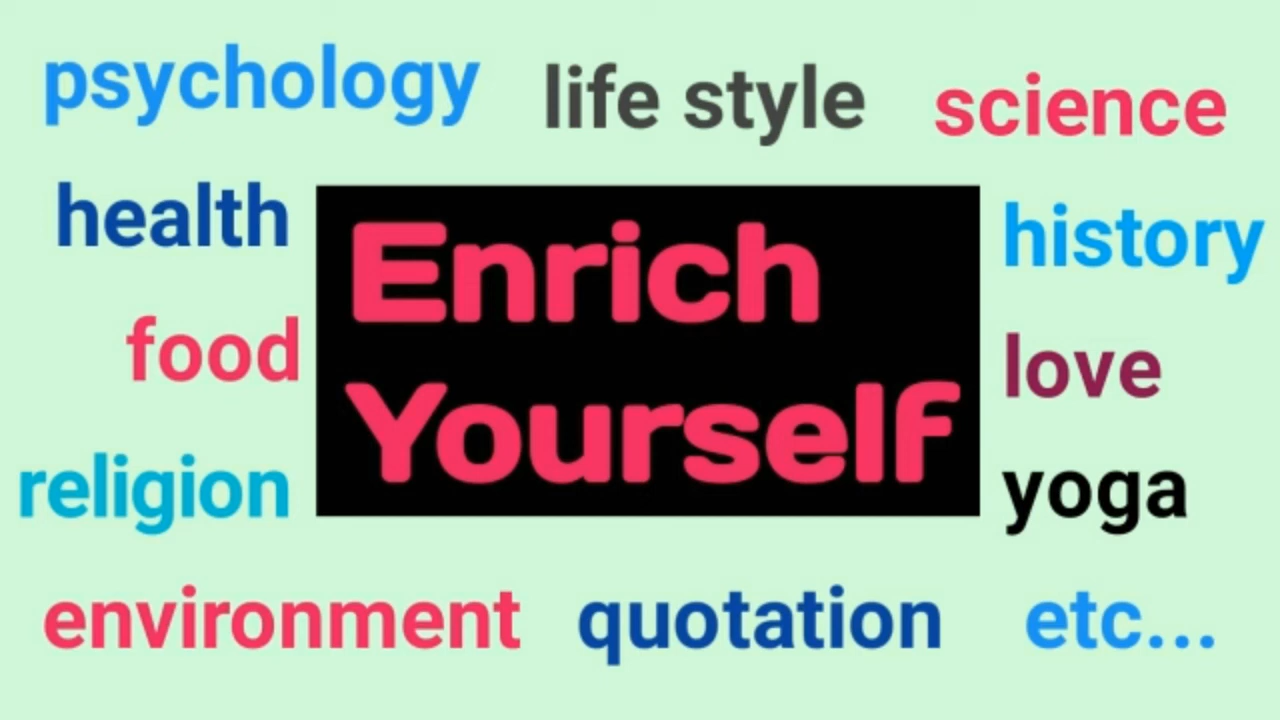 psychology life style science
health
Enrich
history
food
love
Yourself
religion
yoga
environment quotation etc...